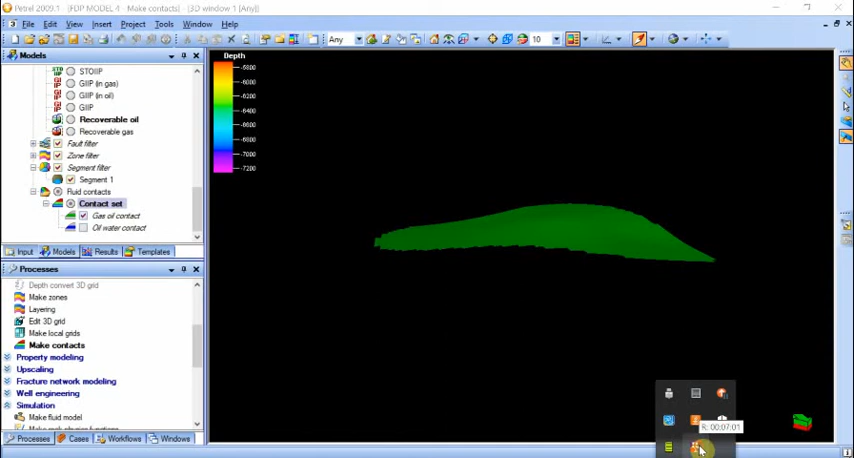 Petrel 2009.1 - [FDP MODEL 4 - Make contacts] - [3D window 1 [Any]]
File Edit View Insert Project Tools Window Help
Any
10
Models
STOIIP
GIIP (in gas)
GIIP (in oil)
GIIP
Recoverable oil
Recoverable gas
Fault filter
Zone filter
Segment filter
Segment 1
Fluid contacts
Contact set
Gas oil contact
Oil water contact
Input Models Results Templates
Processes
Depth convert 3D grid
Make zones
Layering
Edit 3D grid
Make local grids
Make contacts
Property modeling
Upscaling
Fracture network modeling
Well engineering
Simulation
Make fluid model
Make rock physics functions
Processes Cases Workflows Windows
Depth
-5800
-6000
-6200
-6400
-6600
-6800
-7000
-7200
R: 00:07:01